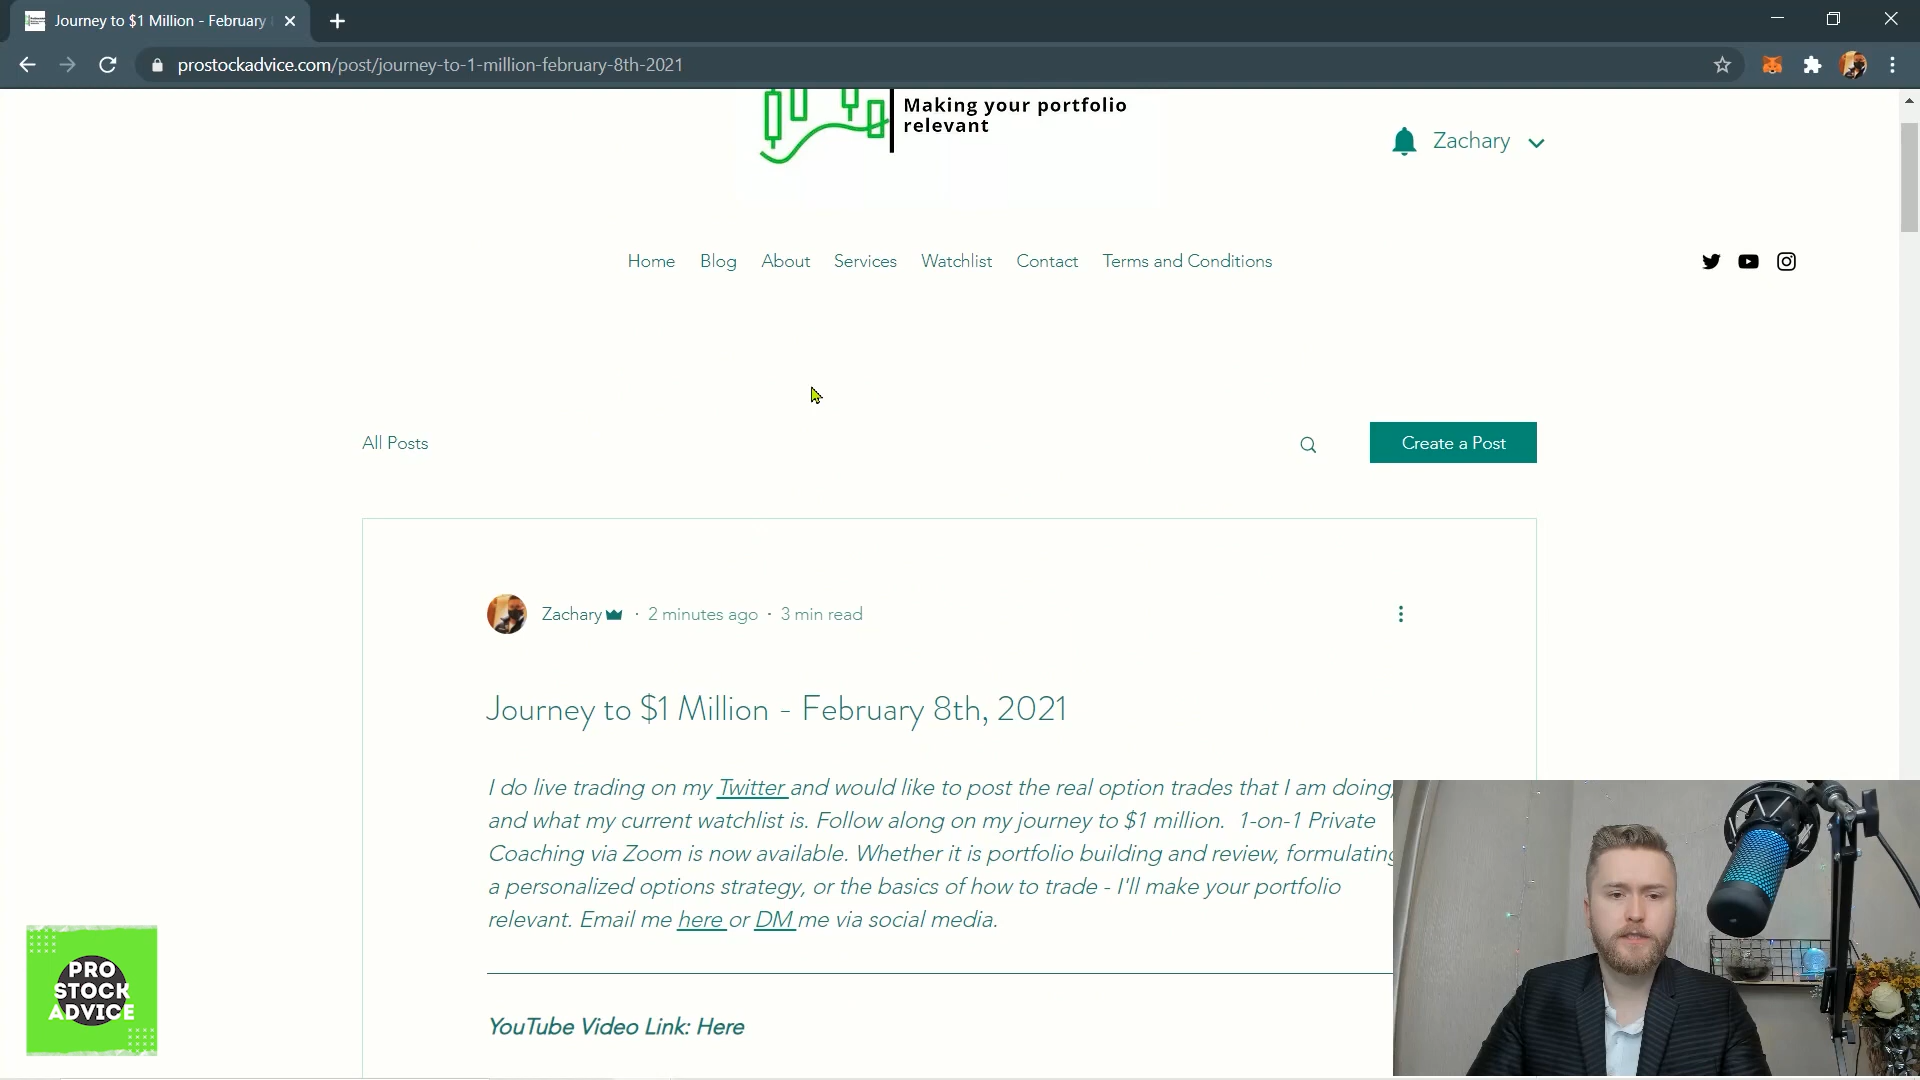 Journey to $1 Million - February
prostockadvice.com/post/journey-to-1-million-february-8th-2021
Making your portfolio
relevant
Zachary
Home Blog About Services Watchlist Contact Terms and Conditions
All Posts
Create a Post
Zachary · 2 minutes ago · 3 min read
Journey to $1 Million - February 8th, 2021
I do live trading on my Twitter and would like to post the real option trades that I am doing,
and what my current watchlist is. Follow along on my journey to $1 million. 1-on-1 Private
Coaching via Zoom is now available. Whether it is portfolio building and review, formulating
a personalized options strategy, or the basics of how to trade - I'll make your portfolio
relevant. Email me here or DM me via social media.
YouTube Video Link: Here
PRO
STOCK
ADVICE